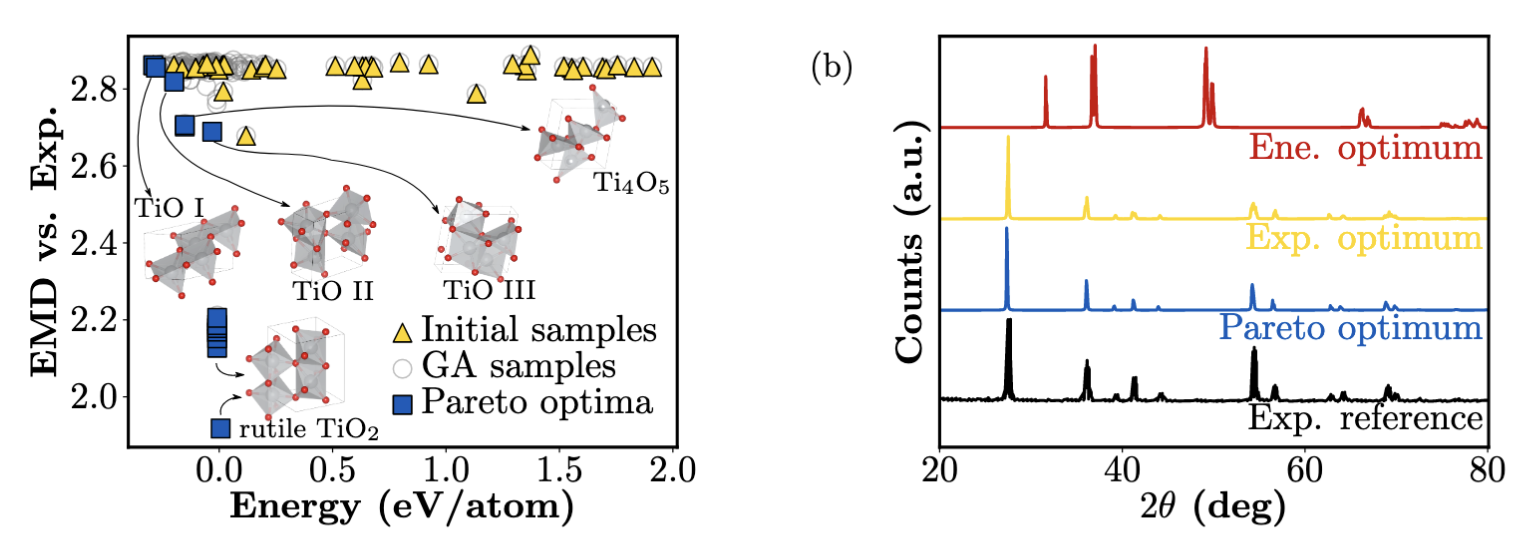 EMD vs. Exp.
2.8
2.6
2.4
2.2
2.0
Ti₄O₅
TiO I
TiO II
TiO III
Initial samples
GA samples
Pareto optima
rutile TiO₂
0.0 0.5 1.0 1.5 2.0
Energy (eV/atom)
(b)
Counts (a.u.)
Ene. optimum
Exp. optimum
Pareto optimum
Exp. reference
20 40 60 80
2θ (deg)